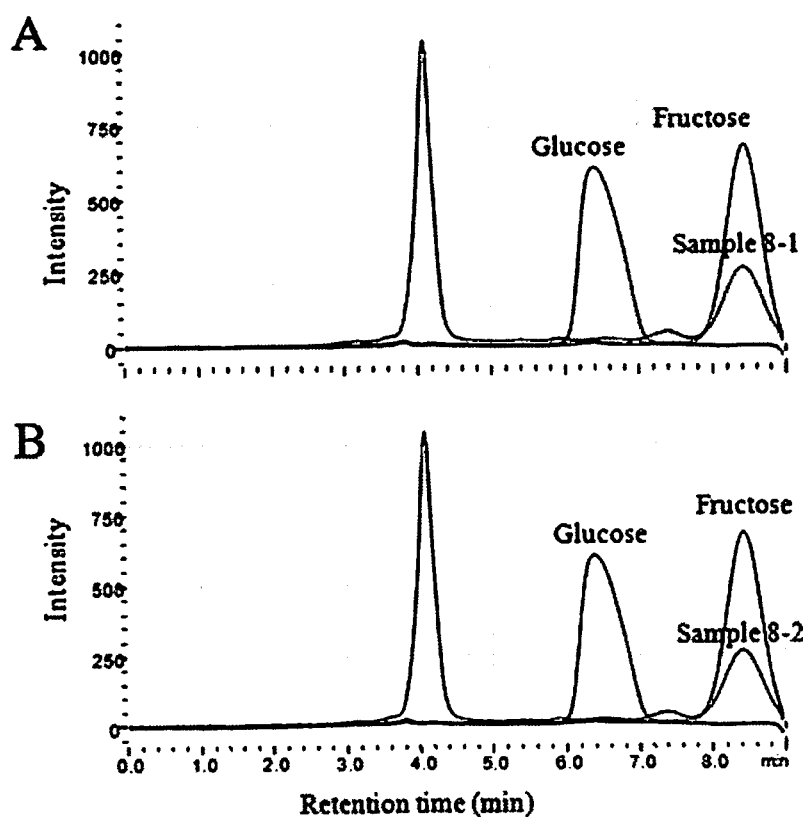 A
1000
750
500
250
0
Intensity
Glucose
Fructose
Sample 8-1
B
1000
750
500
250
0
Intensity
Glucose
Fructose
Sample 8-2
0.0 1.0 2.0 3.0 4.0 5.0 6.0 7.0 8.0 min
Retention time (min)